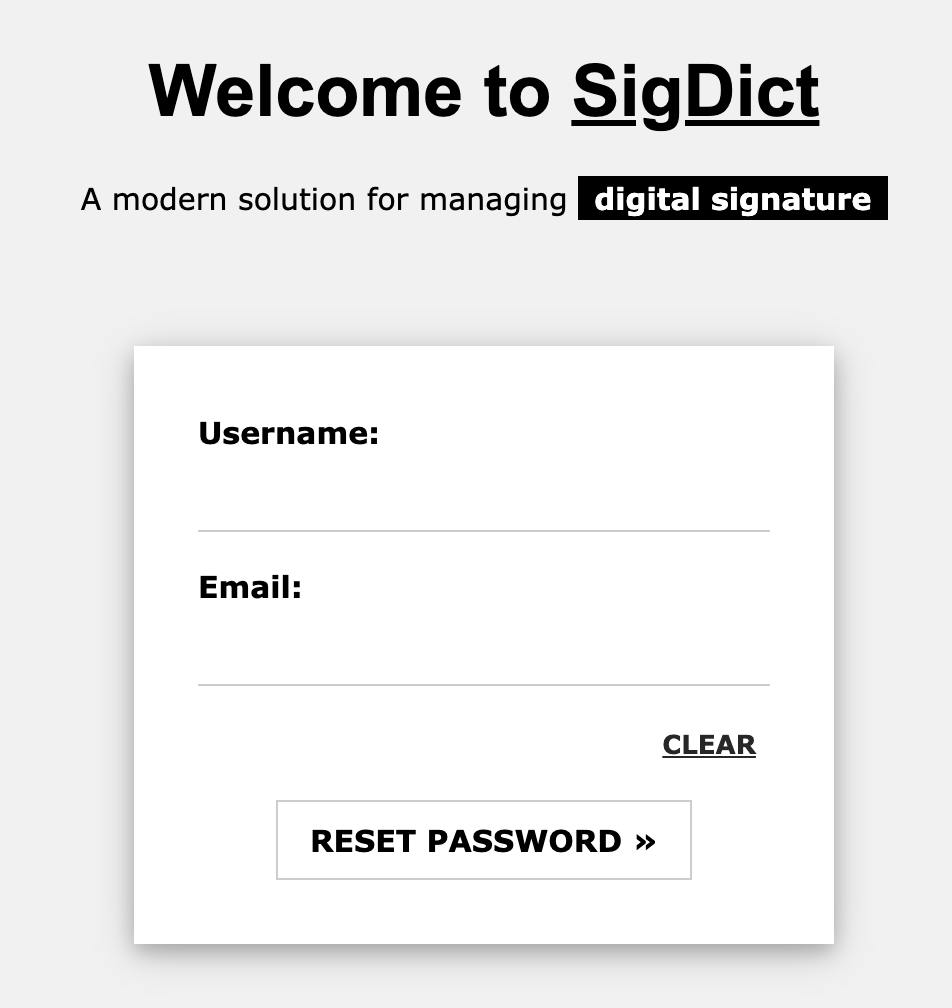 Welcome to SigDict
A modern solution for managing digital signature
Username:
Email:
CLEAR
RESET PASSWORD »